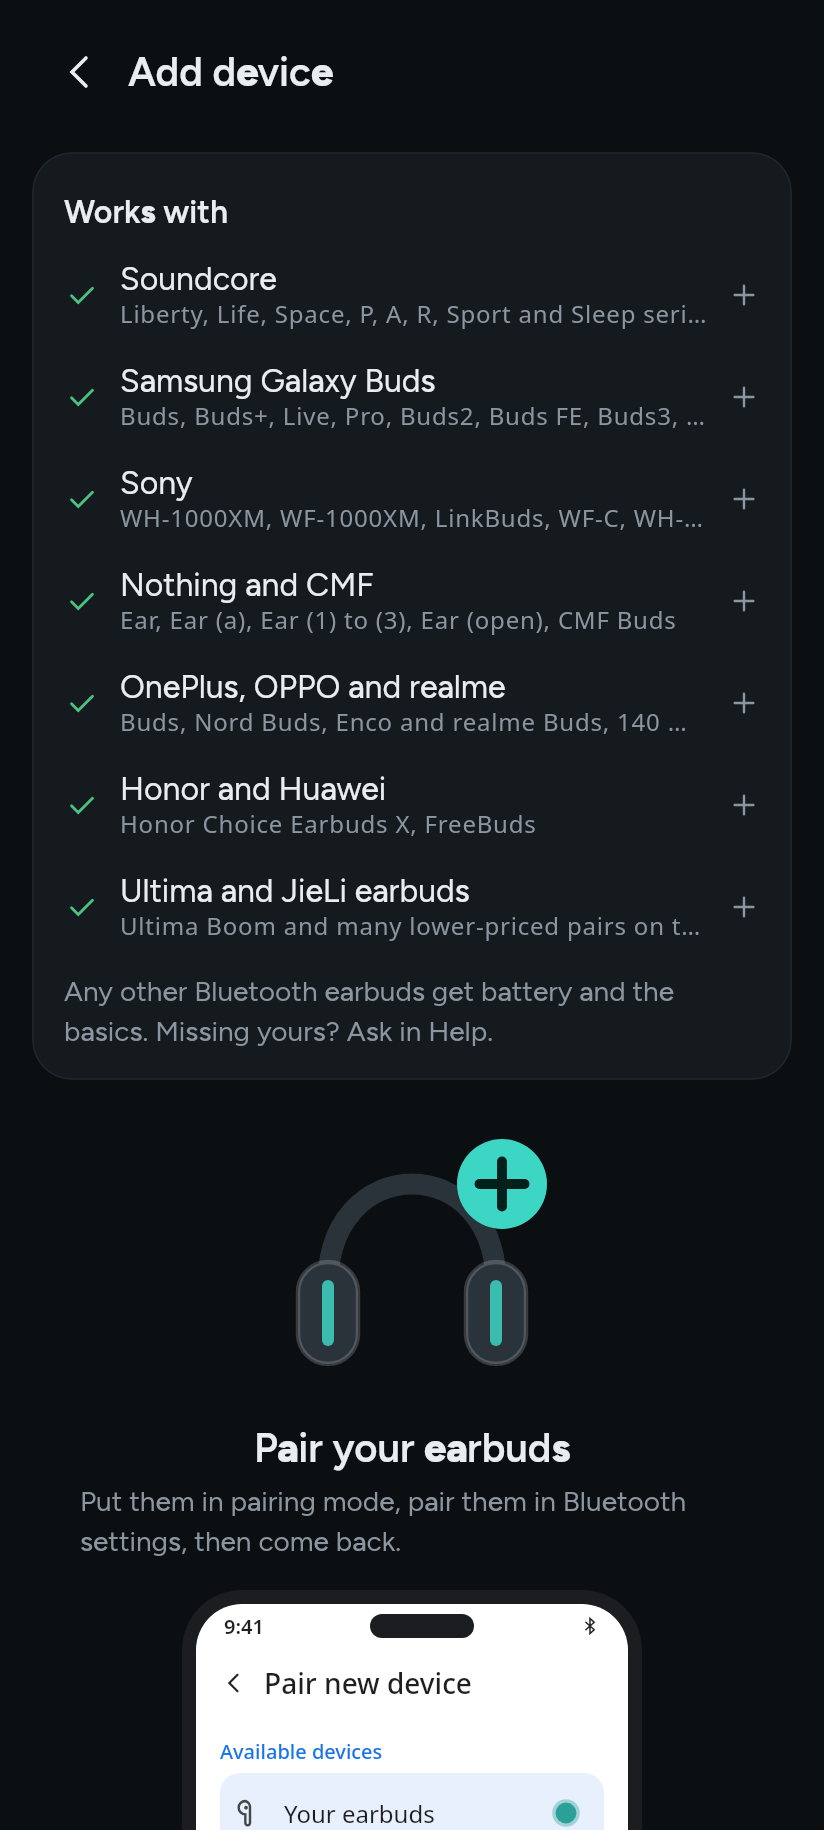 Add device
Works with
Soundcore
Liberty, Life, Space, P, A, R, Sport and Sleep seri…
Samsung Galaxy Buds
Buds, Buds+, Live, Pro, Buds2, Buds FE, Buds3, …
Sony
WH-1000XM, WF-1000XM, LinkBuds, WF-C, WH-…
Nothing and CMF
Ear, Ear (a), Ear (1) to (3), Ear (open), CMF Buds
OnePlus, OPPO and realme
Buds, Nord Buds, Enco and realme Buds, 140 …
Honor and Huawei
Honor Choice Earbuds X, FreeBuds
Ultima and JieLi earbuds
Ultima Boom and many lower-priced pairs on t…
Any other Bluetooth earbuds get battery and the
basics. Missing yours? Ask in Help.
Pair your earbuds
Put them in pairing mode, pair them in Bluetooth
settings, then come back.
9:41
Pair new device
Available devices
Your earbuds